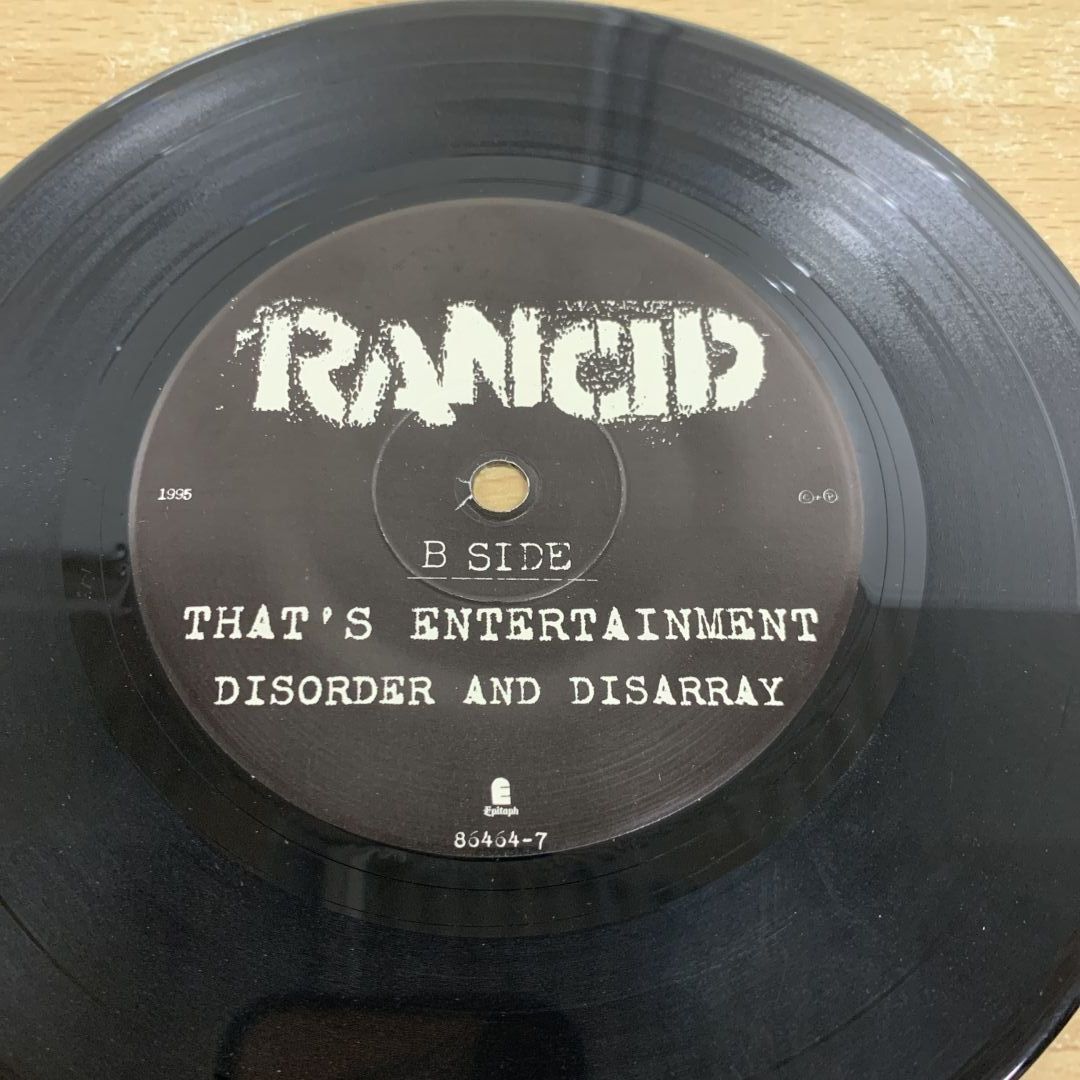 RANCID
1995
©+℗
B SIDE
THAT'S ENTERTAINMENT
DISORDER AND DISARRAY
E
Epitaph
86464-7